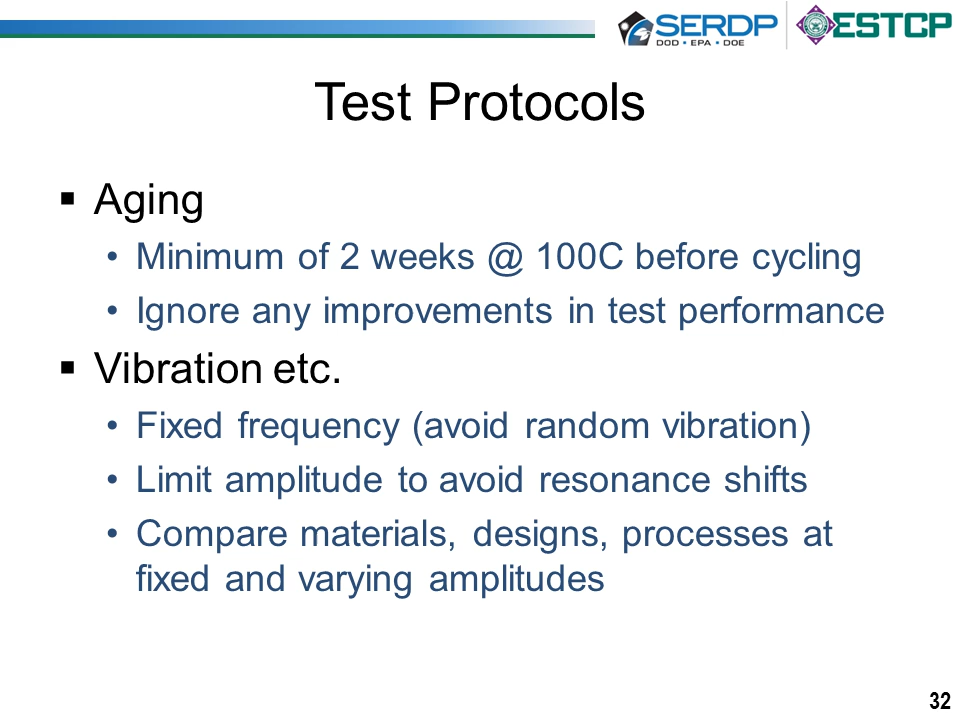 SERDP
DOD • EPA • DOE
ESTCP
Test Protocols
▪ Aging
• Minimum of 2 weeks @ 100C before cycling
• Ignore any improvements in test performance
▪ Vibration etc.
• Fixed frequency (avoid random vibration)
• Limit amplitude to avoid resonance shifts
• Compare materials, designs, processes at
fixed and varying amplitudes
32